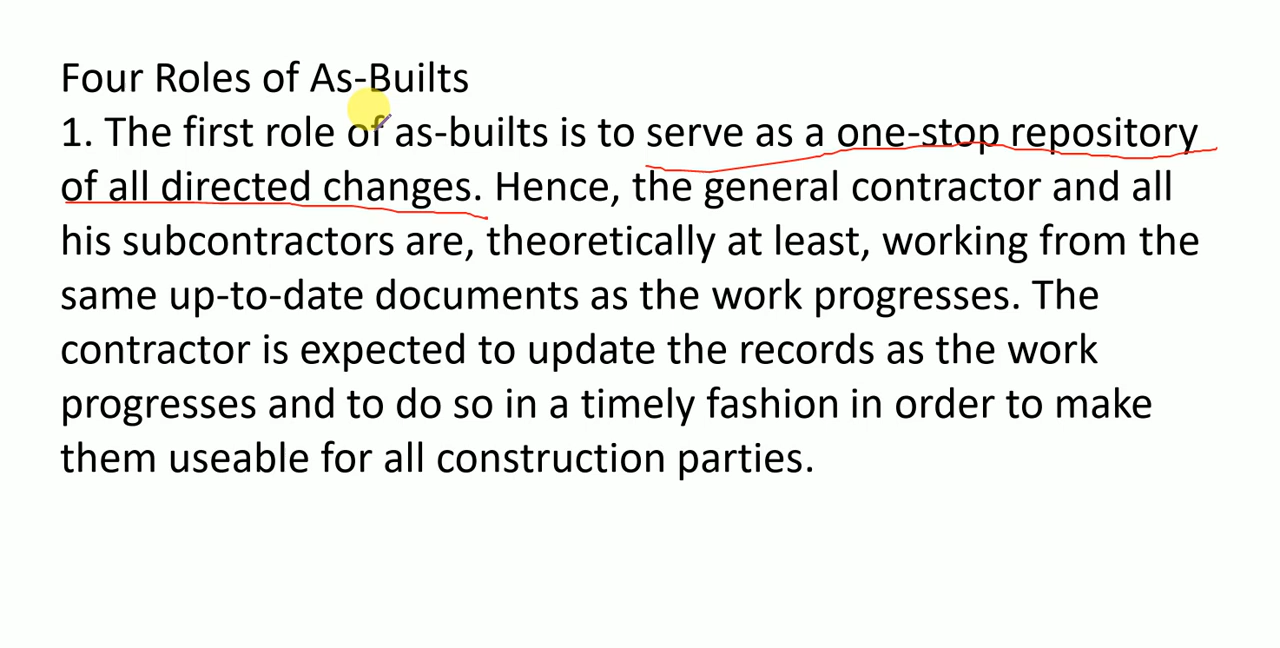 Four Roles of As-Builts
1. The first role of as-builts is to serve as a one-stop repository
of all directed changes. Hence, the general contractor and all
his subcontractors are, theoretically at least, working from the
same up-to-date documents as the work progresses. The
contractor is expected to update the records as the work
progresses and to do so in a timely fashion in order to make
them useable for all construction parties.